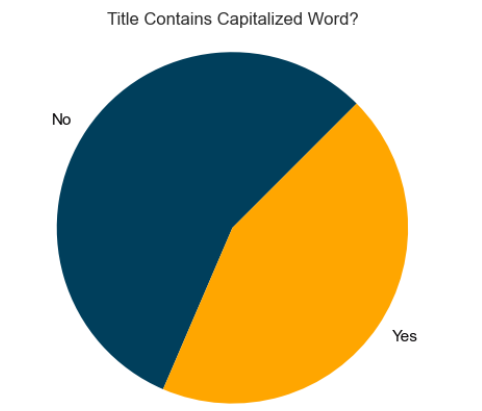 Title Contains Capitalized Word?
No
Yes